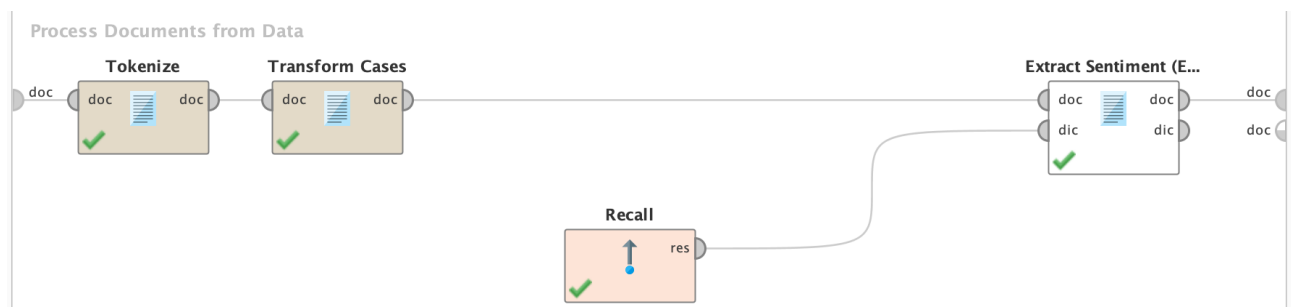 Process Documents from Data
Tokenize
Transform Cases
Extract Sentiment (E...
doc
doc
doc
doc
doc
doc
doc
doc
dic
dic
doc
Recall
res